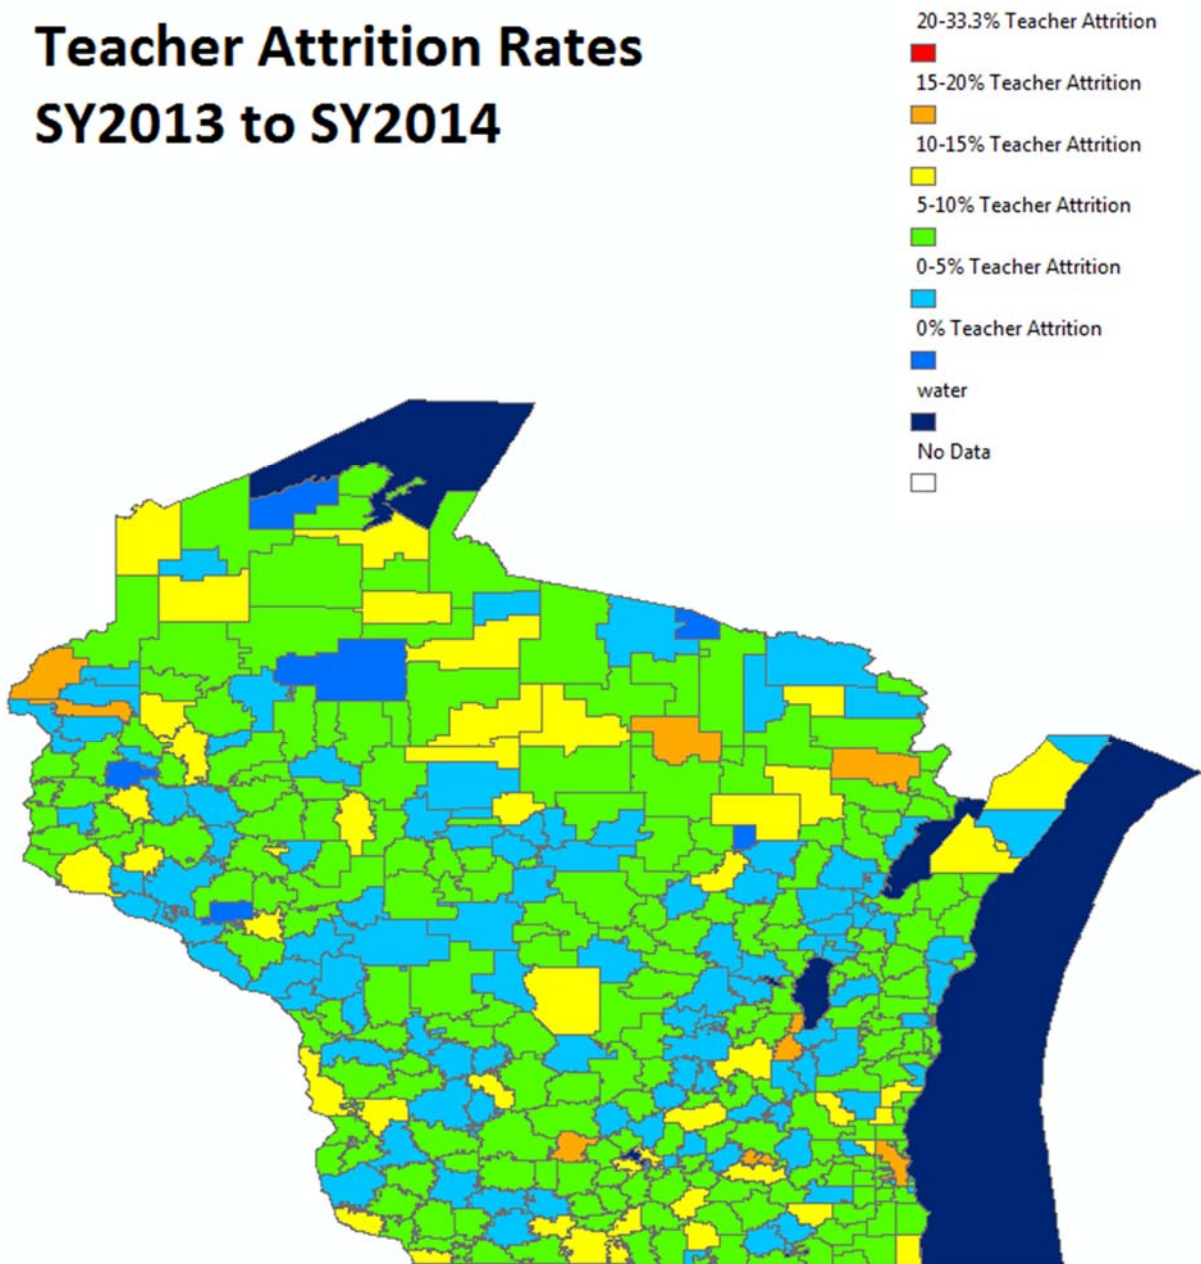 Teacher Attrition Rates
SY2013 to SY2014
20-33.3% Teacher Attrition
15-20% Teacher Attrition
10-15% Teacher Attrition
5-10% Teacher Attrition
0-5% Teacher Attrition
0% Teacher Attrition
water
No Data